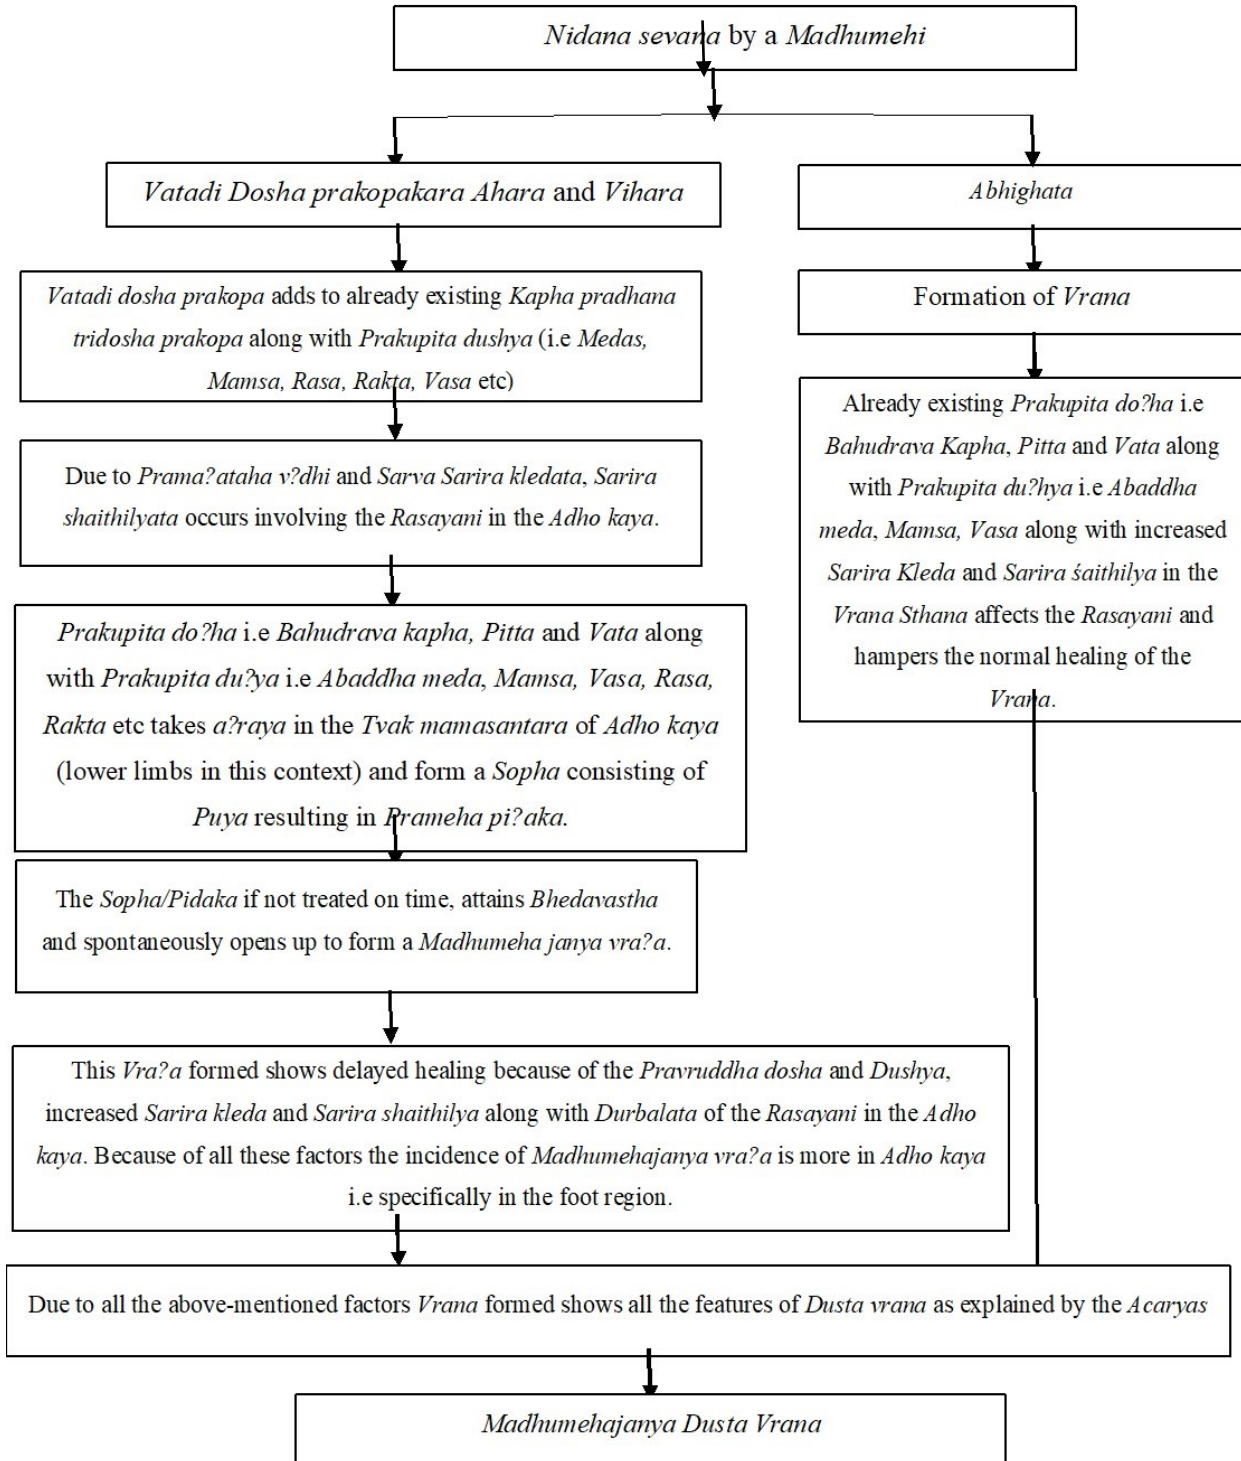 Nidana sevana by a Madhumehi
Vatadi Dosha prakopakara Ahara and Vihara
Vatadi dosha prakopa adds to already existing Kapha pradhana
tridosha prakopa along with Prakupita dushya (i.e Medas,
Mamsa, Rasa, Rakta, Vasa etc)
Due to Prama?ataha v?dhi and Sarva Sarira kledata, Sarira
shaithilyata occurs involving the Rasayani in the Adho kaya.
Prakupita do?ha i.e Bahudrava kapha, Pitta and Vata along
with Prakupita du?ya i.e Abaddha meda, Mamsa, Vasa, Rasa,
Rakta etc takes a?raya in the Tvak mamasantara of Adho kaya
(lower limbs in this context) and form a Sopha consisting of
Puya resulting in Prameha pi?aka.
The Sopha/Pidaka if not treated on time, attains Bhedavastha
and spontaneously opens up to form a Madhumeha janya vra?a.
This Vra?a formed shows delayed healing because of the Pravruddha dosha and Dushya,
increased Sarira kleda and Sarira shaithilya along with Durbalata of the Rasayani in the Adho
kaya. Because of all these factors the incidence of Madhumehajanya vra?a is more in Adho kaya
i.e specifically in the foot region.
Abhighata
Formation of Vrana
Already existing Prakupita do?ha i.e
Bahudrava Kapha, Pitta and Vata along
with Prakupita du?hya i.e Abaddha
meda, Mamsa, Vasa along with increased
Sarira Kleda and Sarira śaithilya in the
Vrana Sthana affects the Rasayani and
hampers the normal healing of the
Vrana.
Due to all the above-mentioned factors Vrana formed shows all the features of Dusta vrana as explained by the Acaryas
Madhumehajanya Dusta Vrana